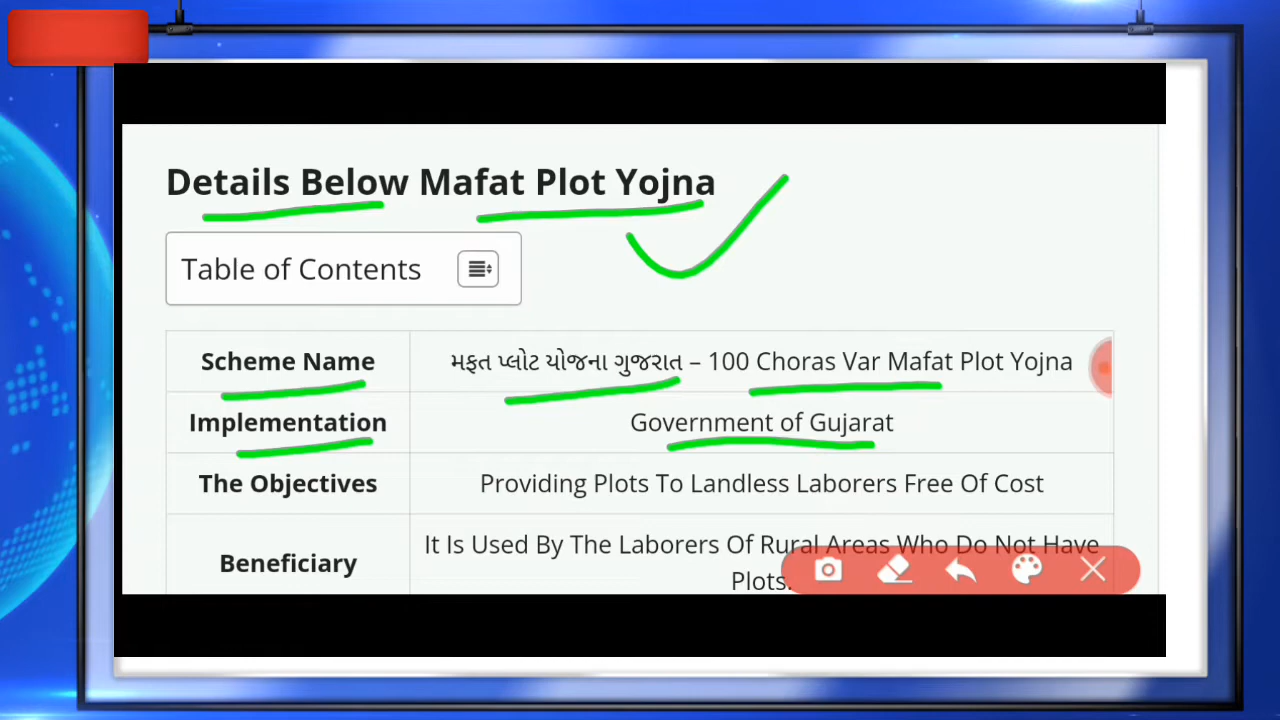 Details Below Mafat Plot Yojna
Table of Contents
Scheme Name
મફત પ્લોટ યોજના ગુજરાત – 100 Choras Var Mafat Plot Yojna
Implementation
Government of Gujarat
The Objectives
Providing Plots To Landless Laborers Free Of Cost
Beneficiary
It Is Used By The Laborers Of Rural Areas Who Do Not Have
Plots.